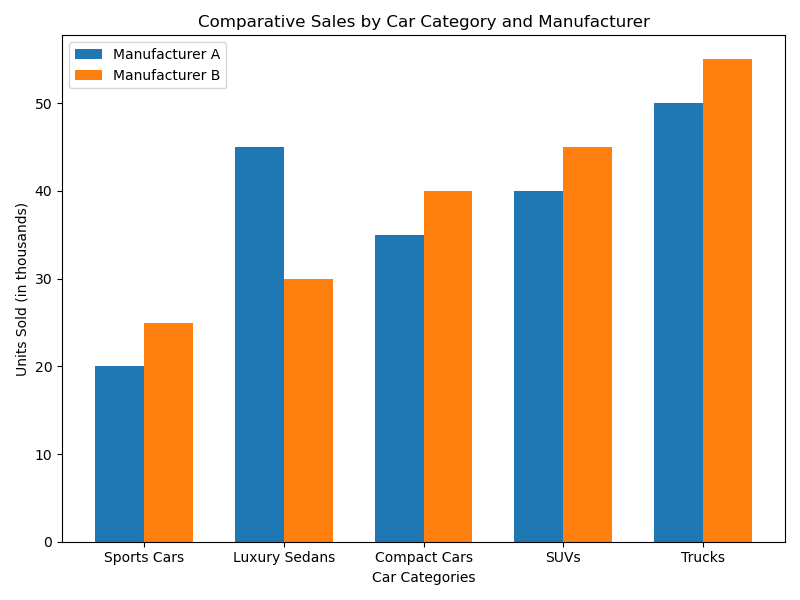 Comparative Sales by Car Category and Manufacturer
Manufacturer A
Manufacturer B
Units Sold (in thousands)
50
40
30
20
10
0
Sports Cars
Luxury Sedans
Compact Cars
SUVs
Trucks
Car Categories